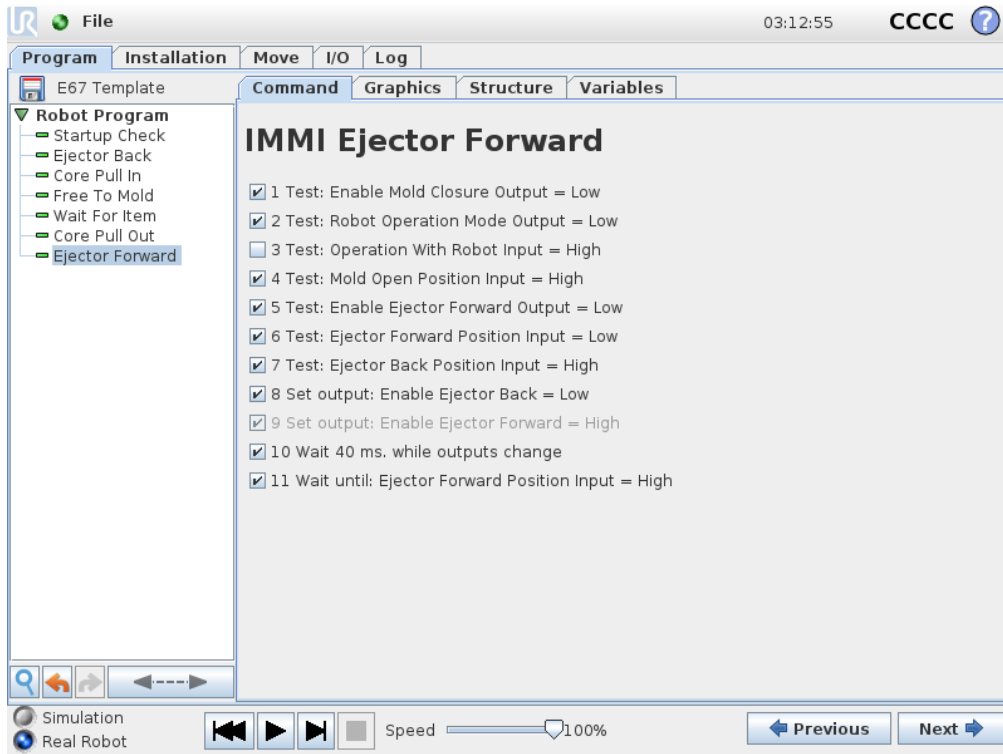 UR File 03:12:55 CCCC ?
Program Installation Move I/O Log
E67 Template
Command Graphics Structure Variables
Robot Program
Startup Check
Ejector Back
Core Pull In
Free To Mold
Wait For Item
Core Pull Out
Ejector Forward
IMMI Ejector Forward
1 Test: Enable Mold Closure Output = Low
2 Test: Robot Operation Mode Output = Low
3 Test: Operation With Robot Input = High
4 Test: Mold Open Position Input = High
5 Test: Enable Ejector Forward Output = Low
6 Test: Ejector Forward Position Input = Low
7 Test: Ejector Back Position Input = High
8 Set output: Enable Ejector Back = Low
9 Set output: Enable Ejector Forward = High
10 Wait 40 ms. while outputs change
11 Wait until: Ejector Forward Position Input = High
Simulation
Real Robot
Speed 100%
Previous Next